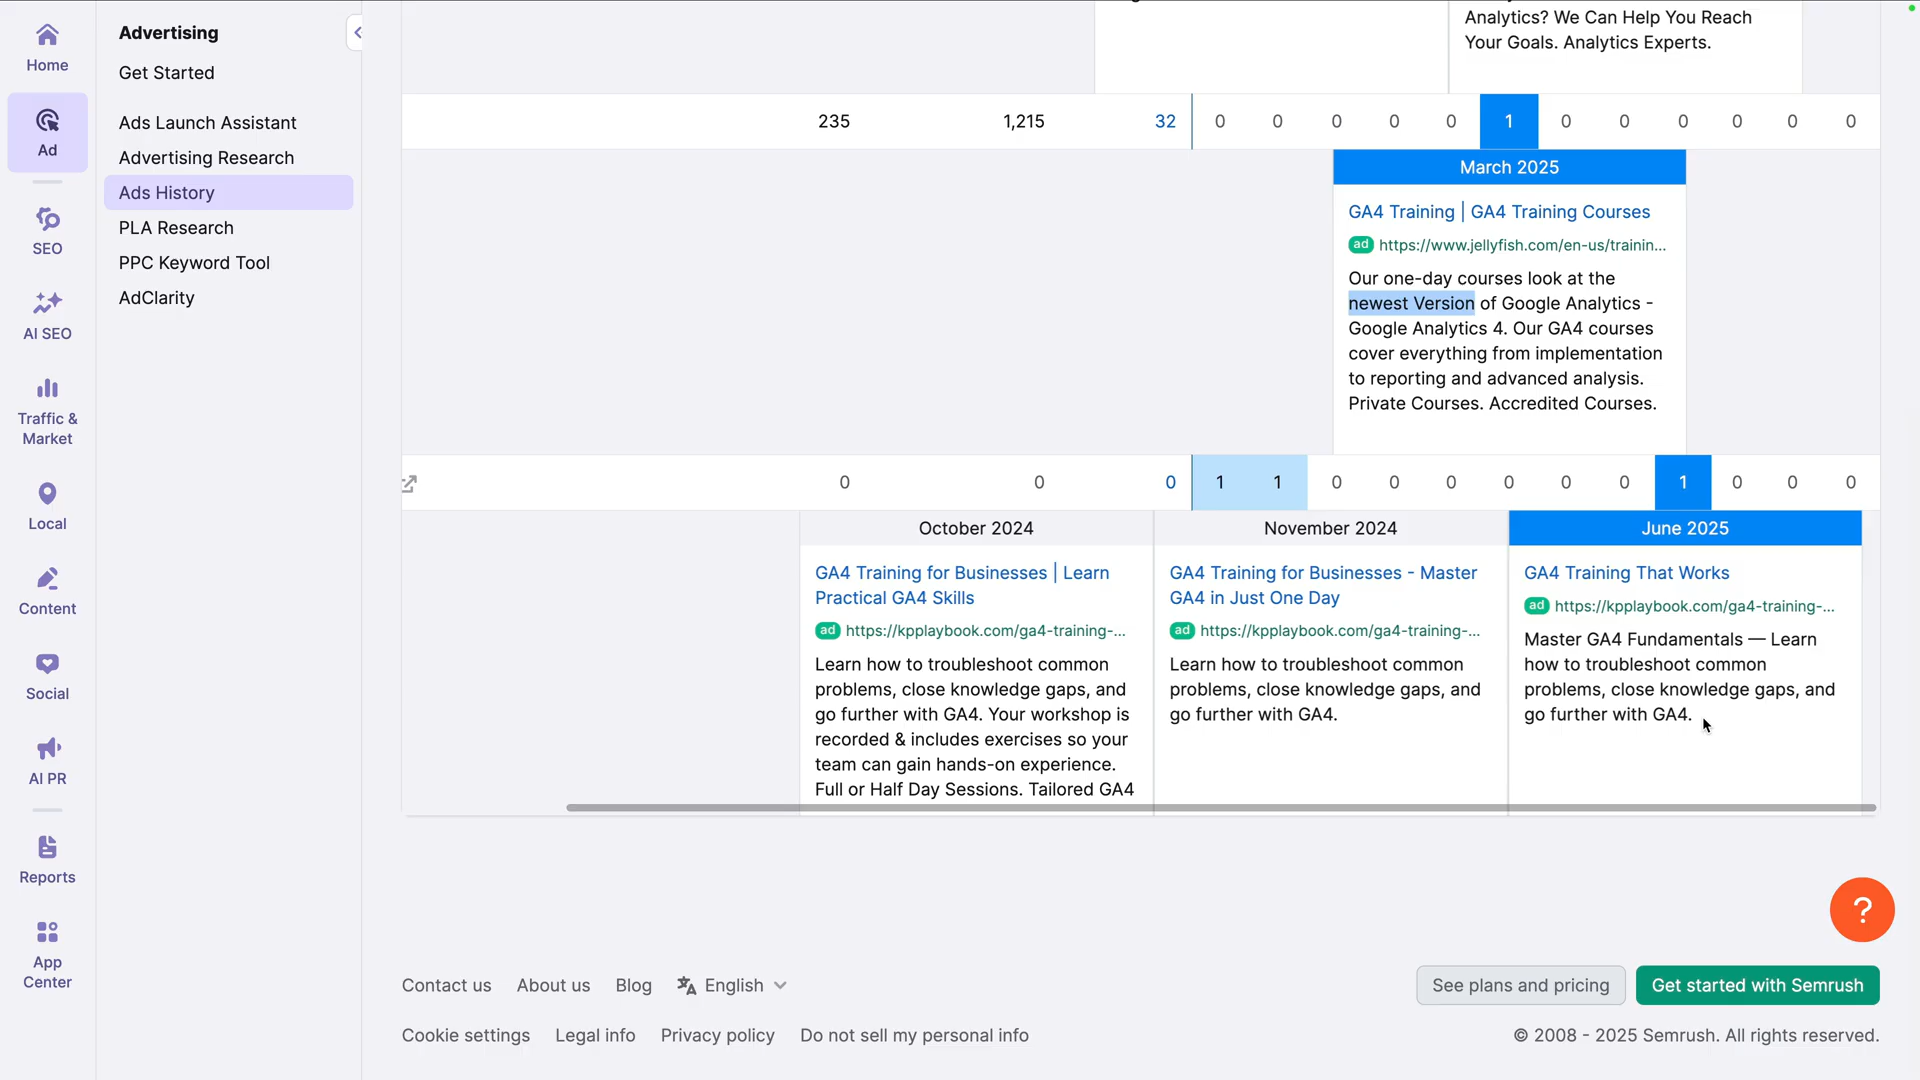 Home
Ad
SEO
AI SEO
Traffic &
Market
Local
Content
Social
AI PR
Reports
App
Center
Advertising
Get Started
Ads Launch Assistant
Advertising Research
Ads History
PLA Research
PPC Keyword Tool
AdClarity
Analytics? We Can Help You Reach
Your Goals. Analytics Experts.
235 1,215 32 0 0 0 0 0 1 0 0 0 0 0 0
March 2025
GA4 Training | GA4 Training Courses
ad https://www.jellyfish.com/en-us/trainin...
Our one-day courses look at the
newest Version of Google Analytics -
Google Analytics 4. Our GA4 courses
cover everything from implementation
to reporting and advanced analysis.
Private Courses. Accredited Courses.
0 0 0 1 1 0 0 0 0 0 0 1 0 0 0
October 2024
GA4 Training for Businesses | Learn
Practical GA4 Skills
ad https://kpplaybook.com/ga4-training-...
Learn how to troubleshoot common
problems, close knowledge gaps, and
go further with GA4. Your workshop is
recorded & includes exercises so your
team can gain hands-on experience.
Full or Half Day Sessions. Tailored GA4
November 2024
GA4 Training for Businesses - Master
GA4 in Just One Day
ad https://kpplaybook.com/ga4-training-...
Learn how to troubleshoot common
problems, close knowledge gaps, and
go further with GA4.
June 2025
GA4 Training That Works
ad https://kpplaybook.com/ga4-training-...
Master GA4 Fundamentals — Learn
how to troubleshoot common
problems, close knowledge gaps, and
go further with GA4.
?
Contact us About us Blog English
See plans and pricing Get started with Semrush
Cookie settings Legal info Privacy policy Do not sell my personal info
© 2008 - 2025 Semrush. All rights reserved.